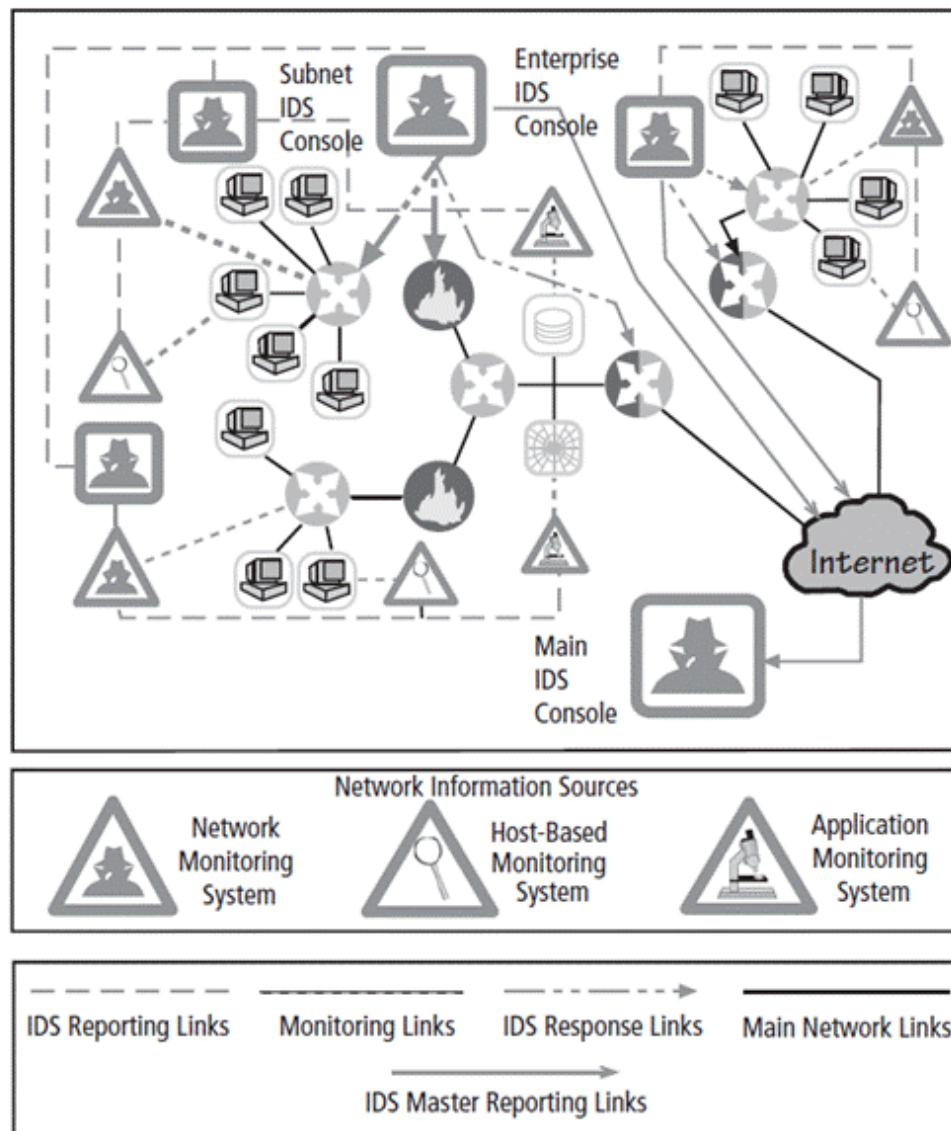 Subnet
IDS
Console
Enterprise
IDS
Console
Internet
Main
IDS
Console
Network Information Sources
Network
Monitoring
System
Host-Based
Monitoring
System
Application
Monitoring
System
IDS Reporting Links
Monitoring Links
IDS Response Links
Main Network Links
IDS Master Reporting Links